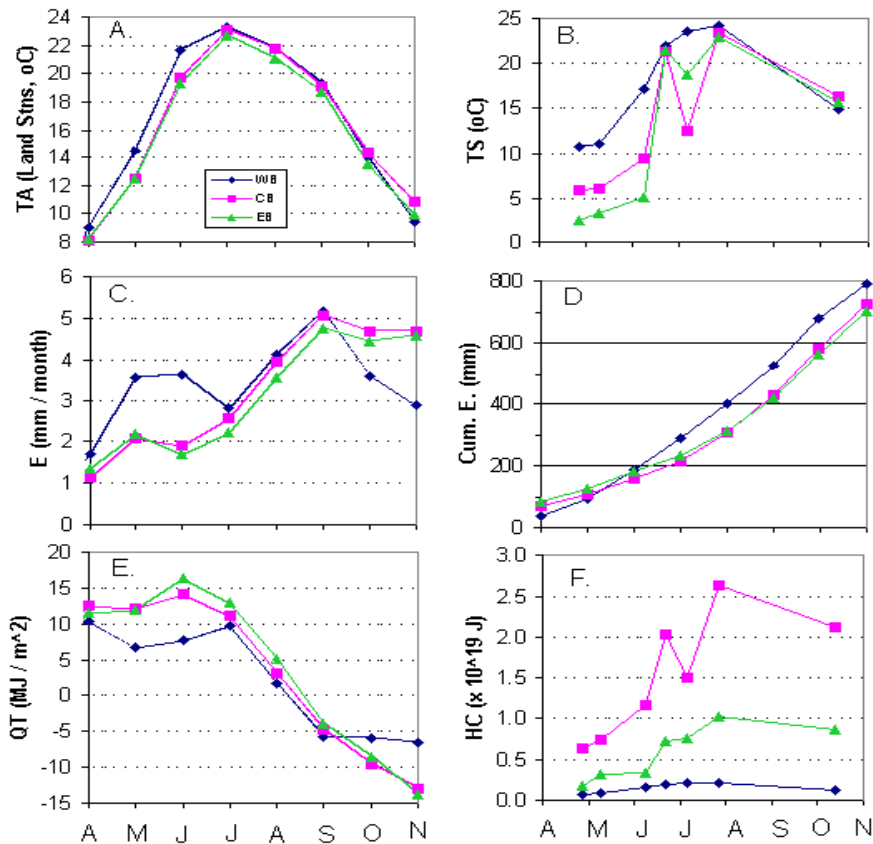 A.
TA (Land Stns, oC)
24
22
20
18
16
14
12
10
8
WB
CB
EB
A M J J A S O N
B.
TS (oC)
25
20
15
10
5
0
A M J J A S O N
C.
E (mm / month)
6
5
4
3
2
1
0
A M J J A S O N
D
Cum. E. (mm)
800
600
400
200
0
A M J J A S O N
E.
QT (MJ / m^2)
20
15
10
5
0
-5
-10
-15
A M J J A S O N
F.
HC (x 10^19 J)
3.0
2.5
2.0
1.5
1.0
0.5
0.0
A M J J A S O N